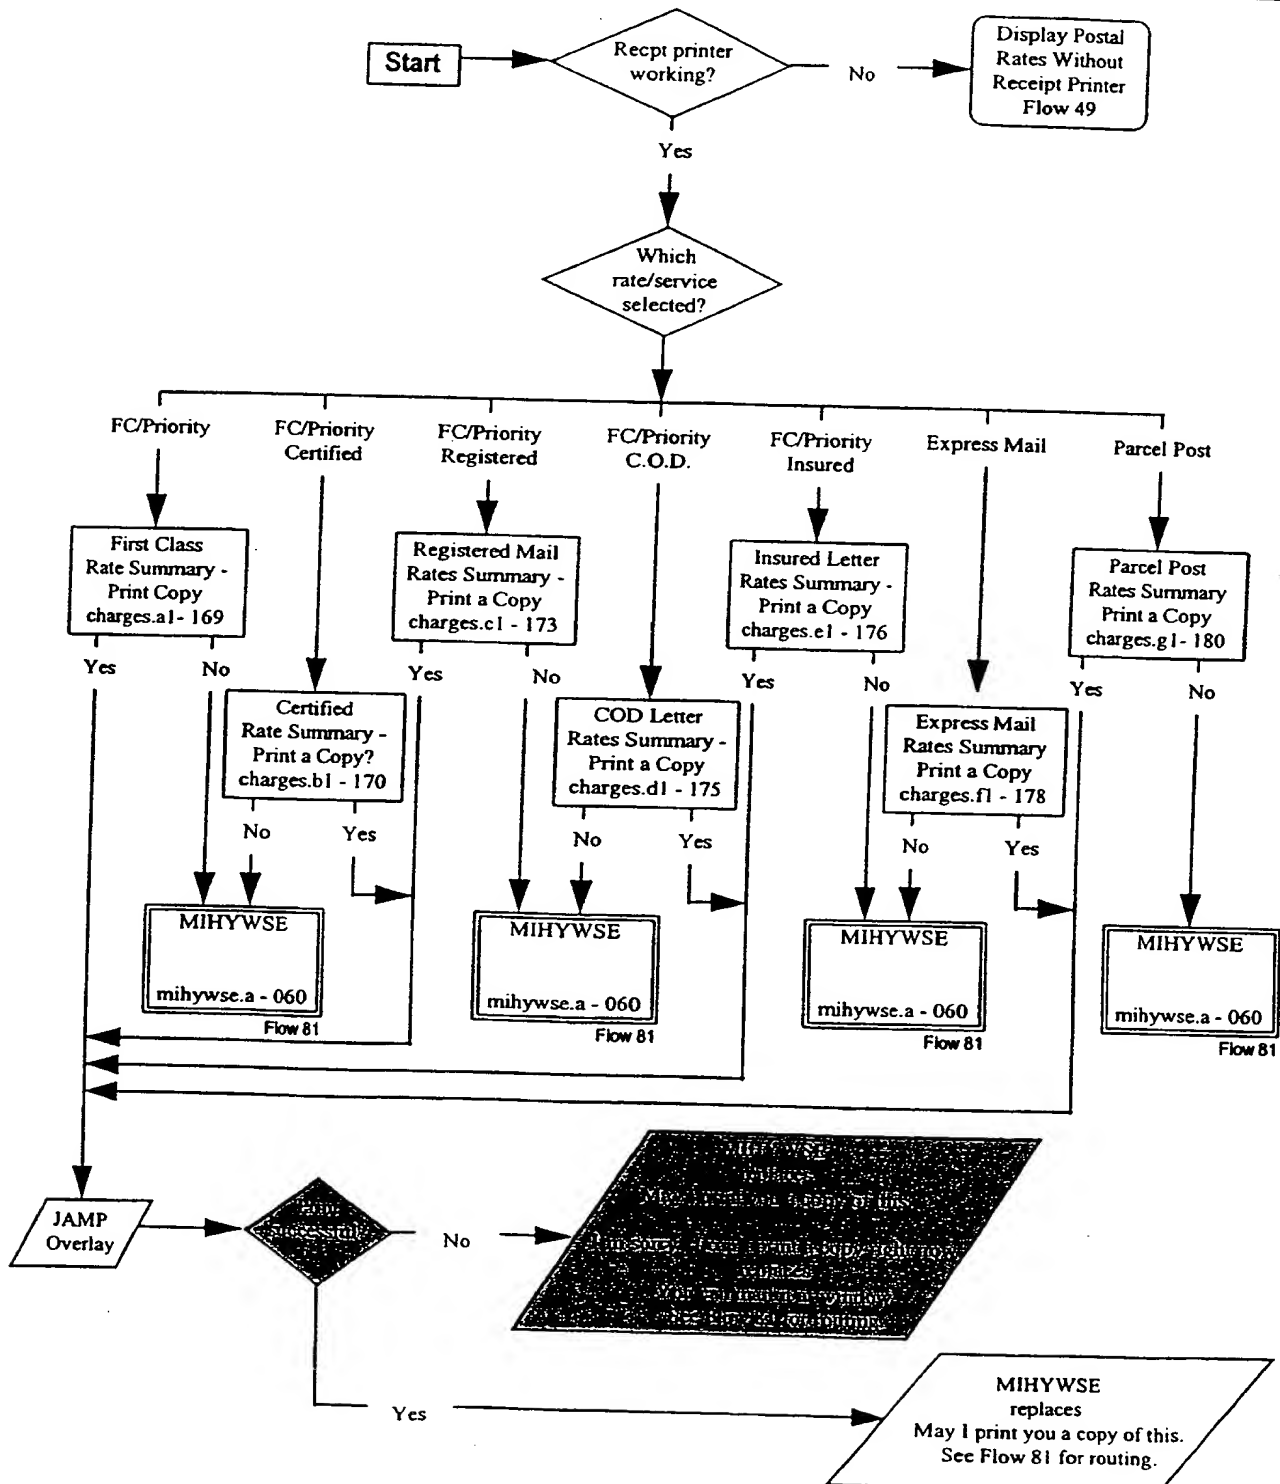 Start
Recpt printer
working?
No
Display Postal
Rates Without
Receipt Printer
Flow 49
Yes
Which
rate/service
selected?
FC/Priority
FC/Priority
Certified
FC/Priority
Registered
FC/Priority
C.O.D.
FC/Priority
Insured
Express Mail
Parcel Post
First Class
Rate Summary -
Print Copy
charges.a1- 169
Registered Mail
Rates Summary -
Print a Copy
charges.c1 - 173
Insured Letter
Rates Summary -
Print a Copy
charges.e1 - 176
Parcel Post
Rates Summary
Print a Copy
charges.g1- 180
Yes
No
Yes
No
Yes
No
Yes
No
Certified
Rate Summary -
Print a Copy?
charges.b1 - 170
COD Letter
Rates Summary -
Print a Copy
charges.d1 - 175
Express Mail
Rates Summary
Print a Copy
charges.f1 - 178
No
Yes
No
Yes
No
Yes
MIHYWSE
mihywse.a - 060
Flow 81
MIHYWSE
mihywse.a - 060
Flow 81
MIHYWSE
mihywse.a - 060
Flow 81
MIHYWSE
mihywse.a - 060
Flow 81
JAMP
Overlay
No
MIHYWSE
copy of this
print a copy
window
Yes
MIHYWSE
replaces
May I print you a copy of this.
See Flow 81 for routing.